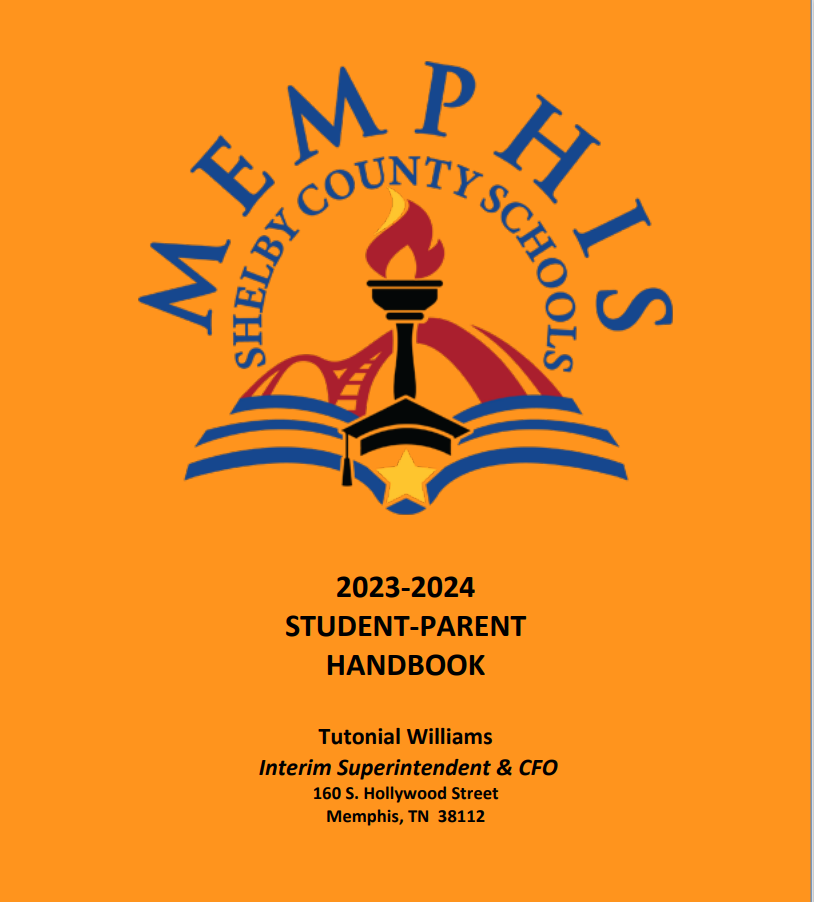 MEMPHIS
SHELBY COUNTY SCHOOLS
2023-2024
STUDENT-PARENT
HANDBOOK
Tutonial Williams
Interim Superintendent & CFO
160 S. Hollywood Street
Memphis, TN  38112